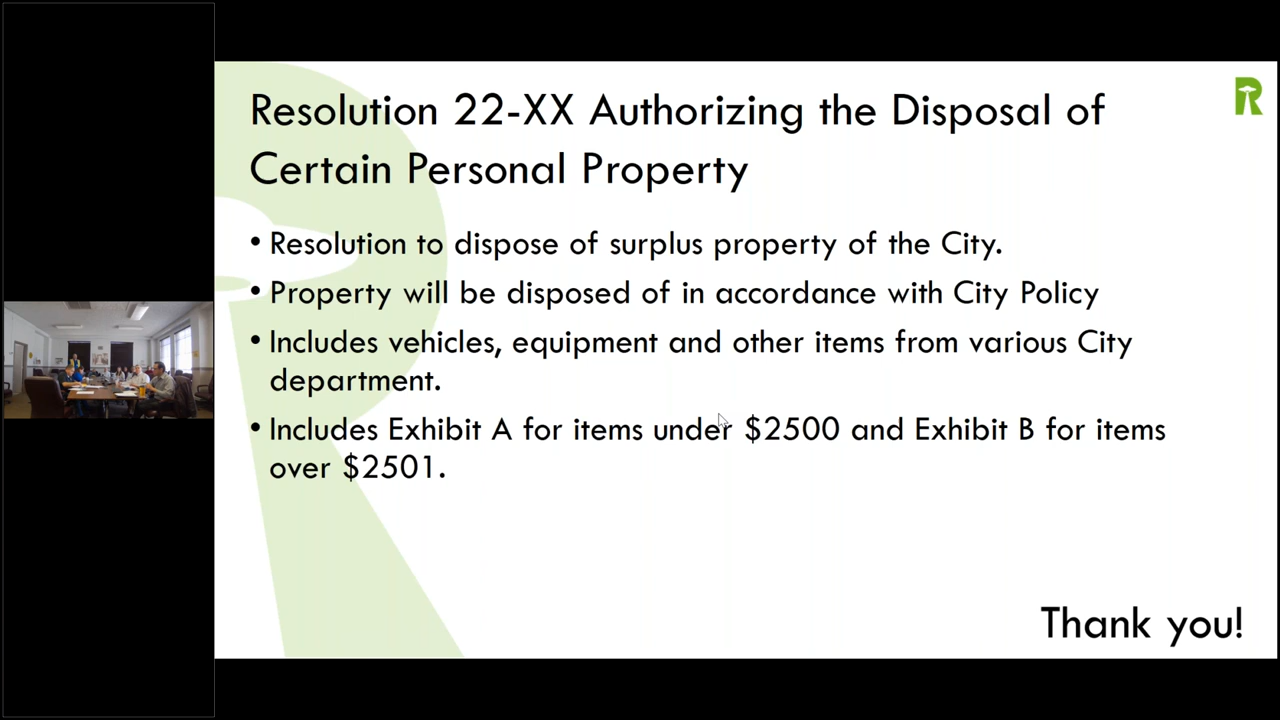 Resolution 22-XX Authorizing the Disposal of
Certain Personal Property
• Resolution to dispose of surplus property of the City.
• Property will be disposed of in accordance with City Policy
• Includes vehicles, equipment and other items from various City
department.
• Includes Exhibit A for items under $2500 and Exhibit B for items
over $2501.
Thank you!